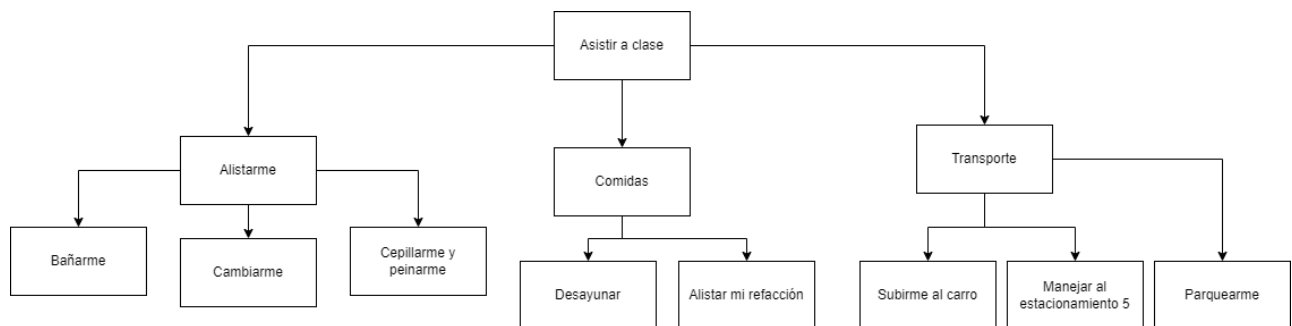 Asistir a clase
Alistarme
Comidas
Transporte
Bañarme
Cambiarme
Cepillarme y
peinarme
Desayunar
Alistar mi refacción
Subirme al carro
Manejar al
estacionamiento 5
Parquearme